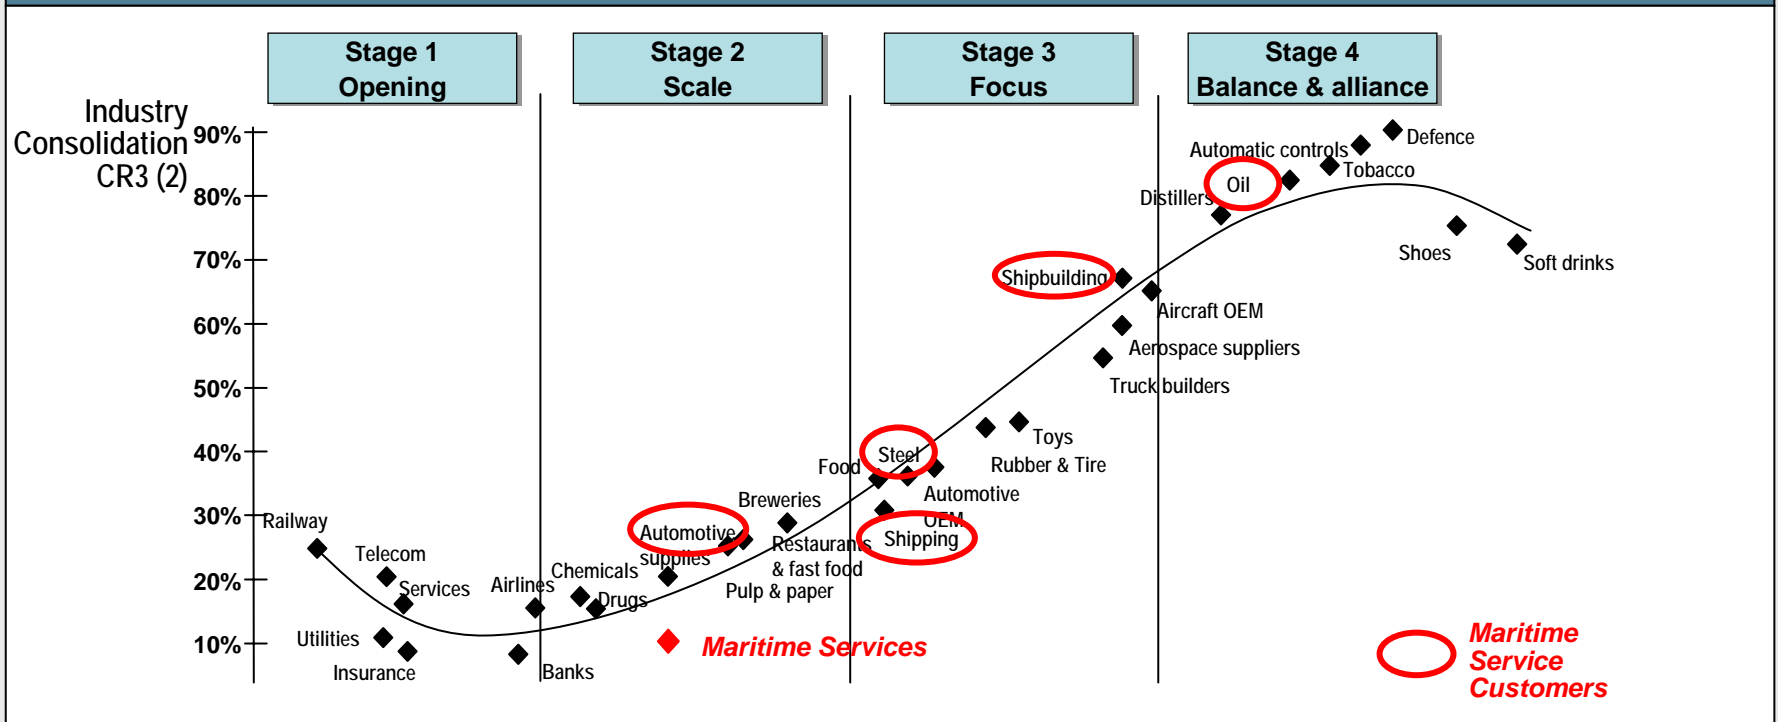 Stage 1
Opening
Stage 2
Scale
Stage 3
Focus
Stage 4
Balance & alliance
Industry
Consolidation
CR3 (2)
90%
80%
70%
60%
50%
40%
30%
20%
10%
Defence
Automatic controls
Tobacco
Oil
Distillers
Shoes
Soft drinks
Shipbuilding
Aircraft OEM
Aerospace suppliers
Truck builders
Toys
Rubber & Tire
Steel
Food
Automotive
OEM
Shipping
Breweries
Automotive
supplies
Restaurants
& fast food
Pulp & paper
Railway
Telecom
Services
Airlines
Chemicals
Drugs
Utilities
Insurance
Banks
Maritime Services
Maritime
Service
Customers